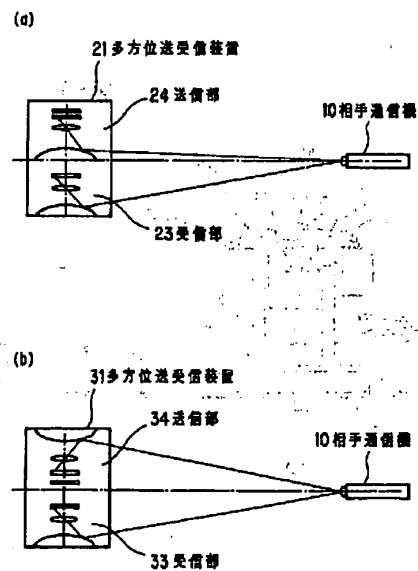 (a)
21多方位送受信装置
24送信部
10相手通信機
23受信部
(b)
31多方位送受信装置
34送信部
10相手通信機
33受信部